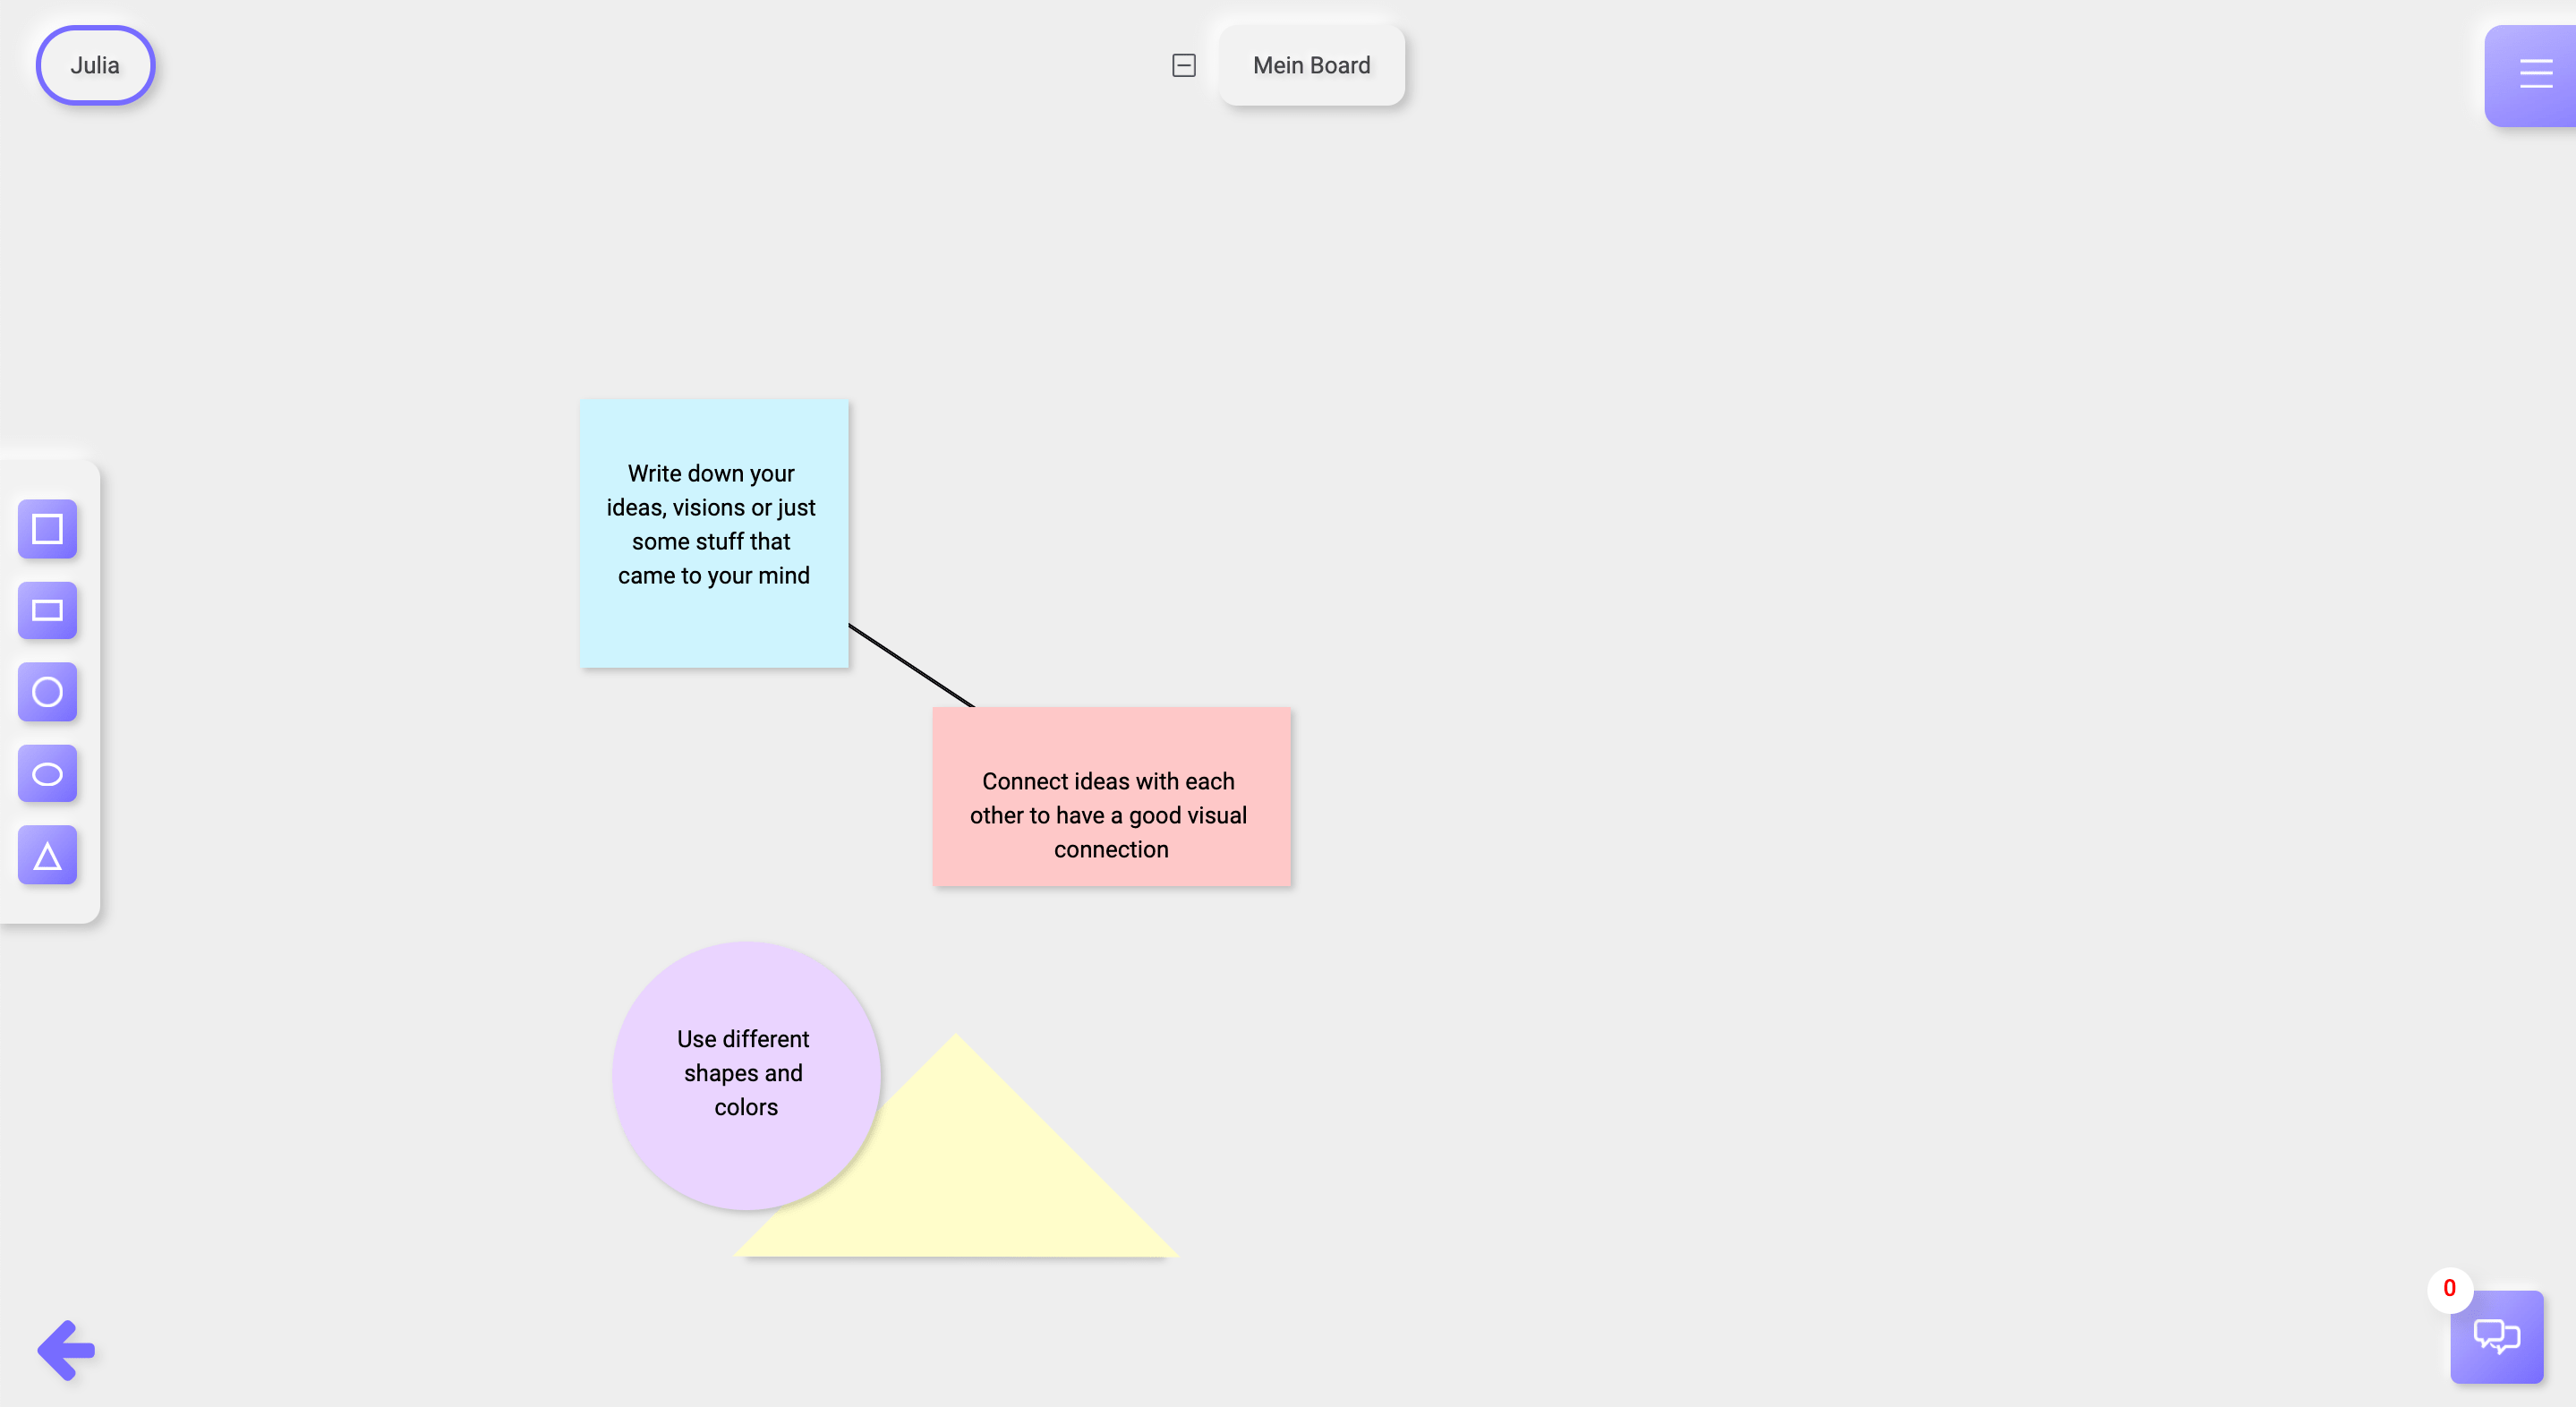 Julia
Mein Board
Write down your
ideas, visions or just
some stuff that
came to your mind
Connect ideas with each
other to have a good visual
connection
Use different
shapes and
colors
0